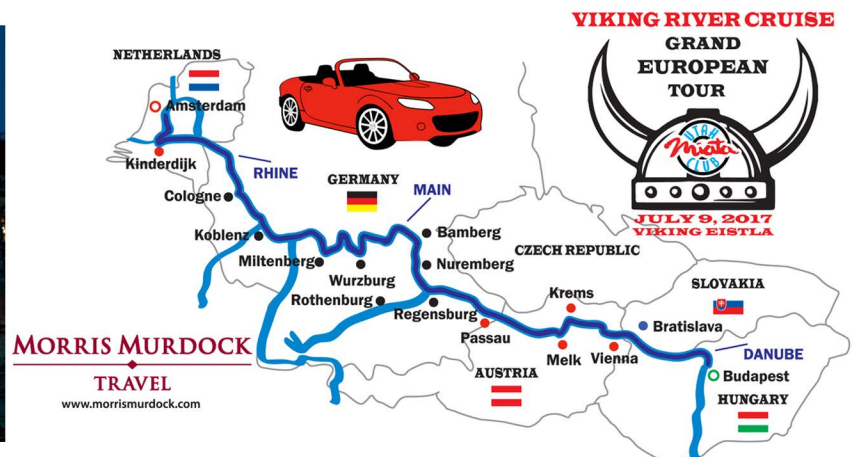 VIKING RIVER CRUISE
GRAND
EUROPEAN
TOUR
UTAH
Miata
CLUB
JULY 9, 2017
VIKING EISTLA
NETHERLANDS
Amsterdam
Kinderdijk
RHINE
Cologne
GERMANY
MAIN
Koblenz
Bamberg
Miltenberg
Nuremberg
CZECH REPUBLIC
Wurzburg
Rothenburg
Regensburg
Krems
SLOVAKIA
Passau
Bratislava
Melk
Vienna
DANUBE
AUSTRIA
Budapest
HUNGARY
MORRIS MURDOCK
TRAVEL
www.morrismurdock.com